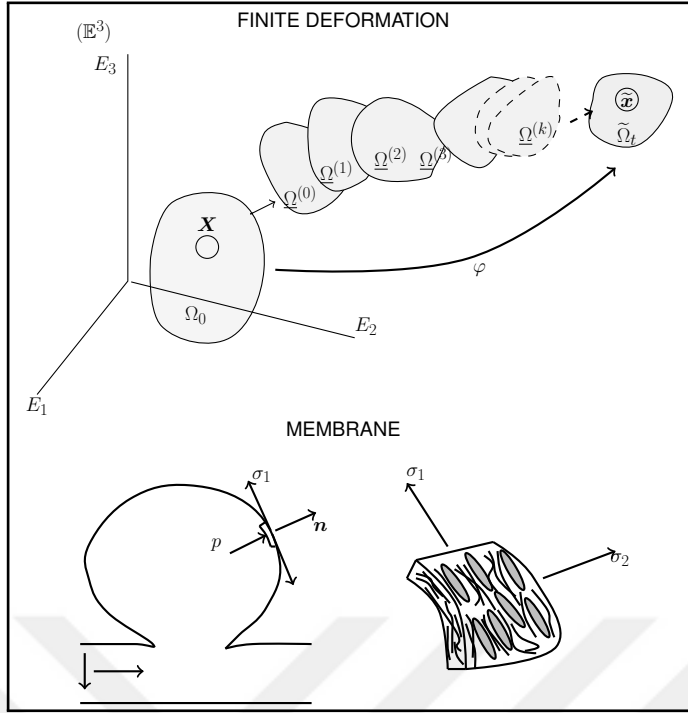 FINITE DEFORMATION
(𝔼³)
E₃
X
Ω₀
E₂
E₁
Ω̲⁽⁰⁾
Ω̲⁽¹⁾
Ω̲⁽²⁾
Ω̲⁽³⁾
Ω̲⁽ᵏ⁾
x̃
Ω̃ₜ
φ
MEMBRANE
σ₁
p
n
σ₁
σ₂